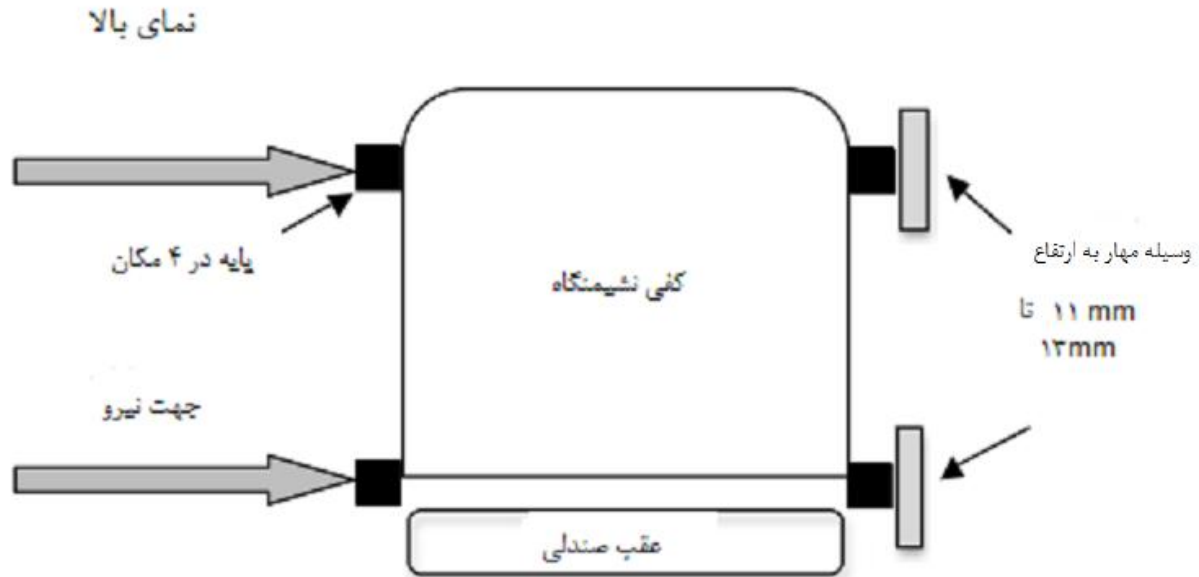 نمای بالا
پایه در ۴ مکان
کفی نشیمنگاه
وسیله مهار به ارتفاع
۱۱ mm تا
۱۳mm
جهت نیرو
عقب صندلی